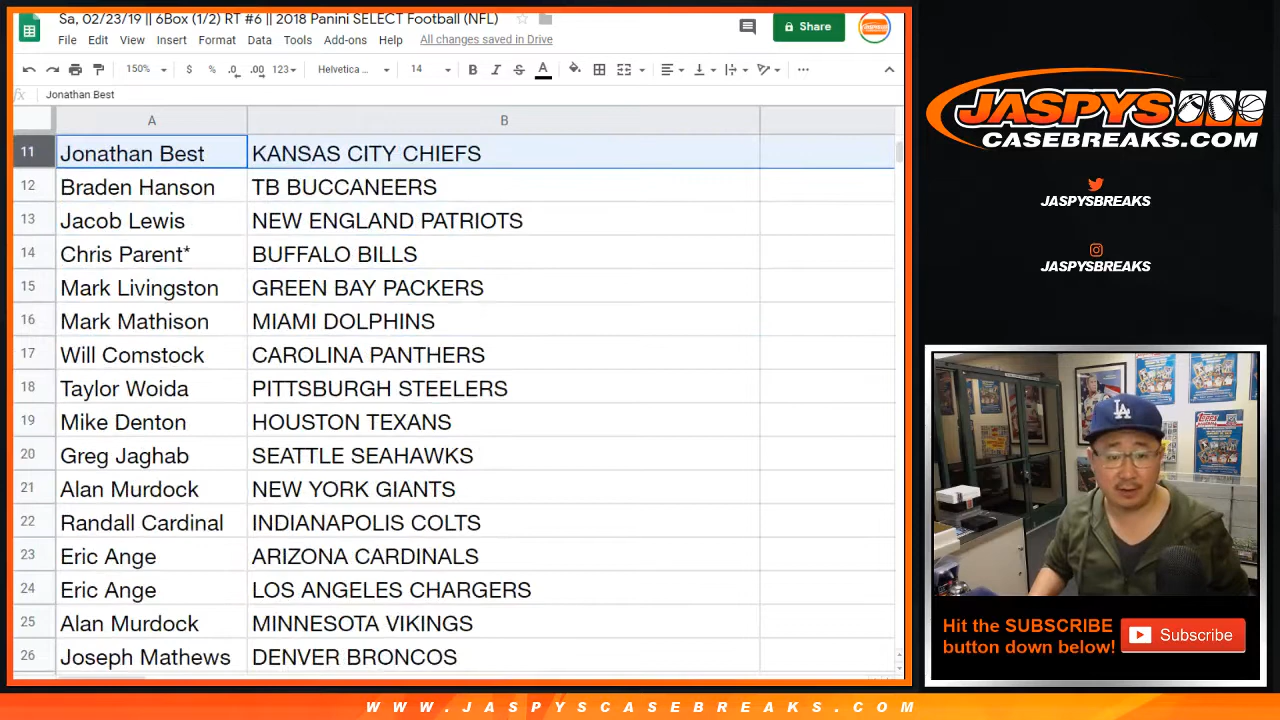 Sa, 02/23/19 || 6Box (1/2) RT #6 || 2018 Panini SELECT Football (NFL)
File Edit View Insert Format Data Tools Add-ons Help All changes saved in Drive
Share
150% $ % .0 .00 123 Helvetica ... 14 B I S A
fx Jonathan Best
A B
11 Jonathan Best KANSAS CITY CHIEFS
12 Braden Hanson TB BUCCANEERS
13 Jacob Lewis NEW ENGLAND PATRIOTS
14 Chris Parent* BUFFALO BILLS
15 Mark Livingston GREEN BAY PACKERS
16 Mark Mathison MIAMI DOLPHINS
17 Will Comstock CAROLINA PANTHERS
18 Taylor Woida PITTSBURGH STEELERS
19 Mike Denton HOUSTON TEXANS
20 Greg Jaghab SEATTLE SEAHAWKS
21 Alan Murdock NEW YORK GIANTS
22 Randall Cardinal INDIANAPOLIS COLTS
23 Eric Ange ARIZONA CARDINALS
24 Eric Ange LOS ANGELES CHARGERS
25 Alan Murdock MINNESOTA VIKINGS
26 Joseph Mathews DENVER BRONCOS
JASPYS
CASEBREAKS.COM
JASPYSBREAKS
JASPYSBREAKS
LA
Hit the SUBSCRIBE
button down below!
Subscribe
WWW.JASPYSCASEBREAKS.COM